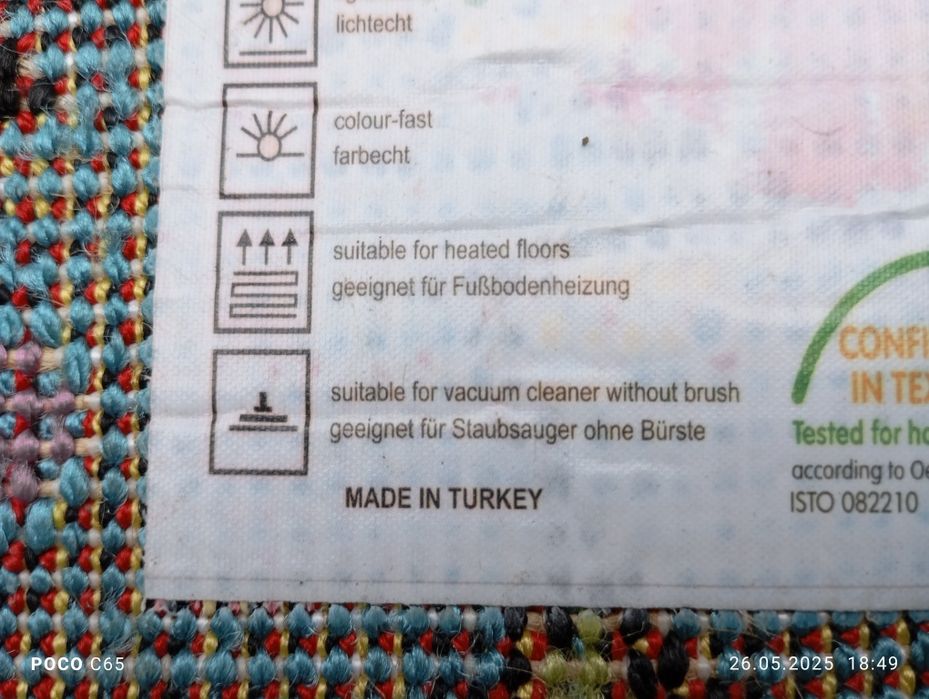 lichtecht
colour-fast
farbecht
suitable for heated floors
geeignet für Fußbodenheizung
suitable for vacuum cleaner without brush
geeignet für Staubsauger ohne Bürste
MADE IN TURKEY
CONFI
IN TEX
Tested for ha
according to Oe
ISTO 082210
POCO C65
26.05.2025 18:49